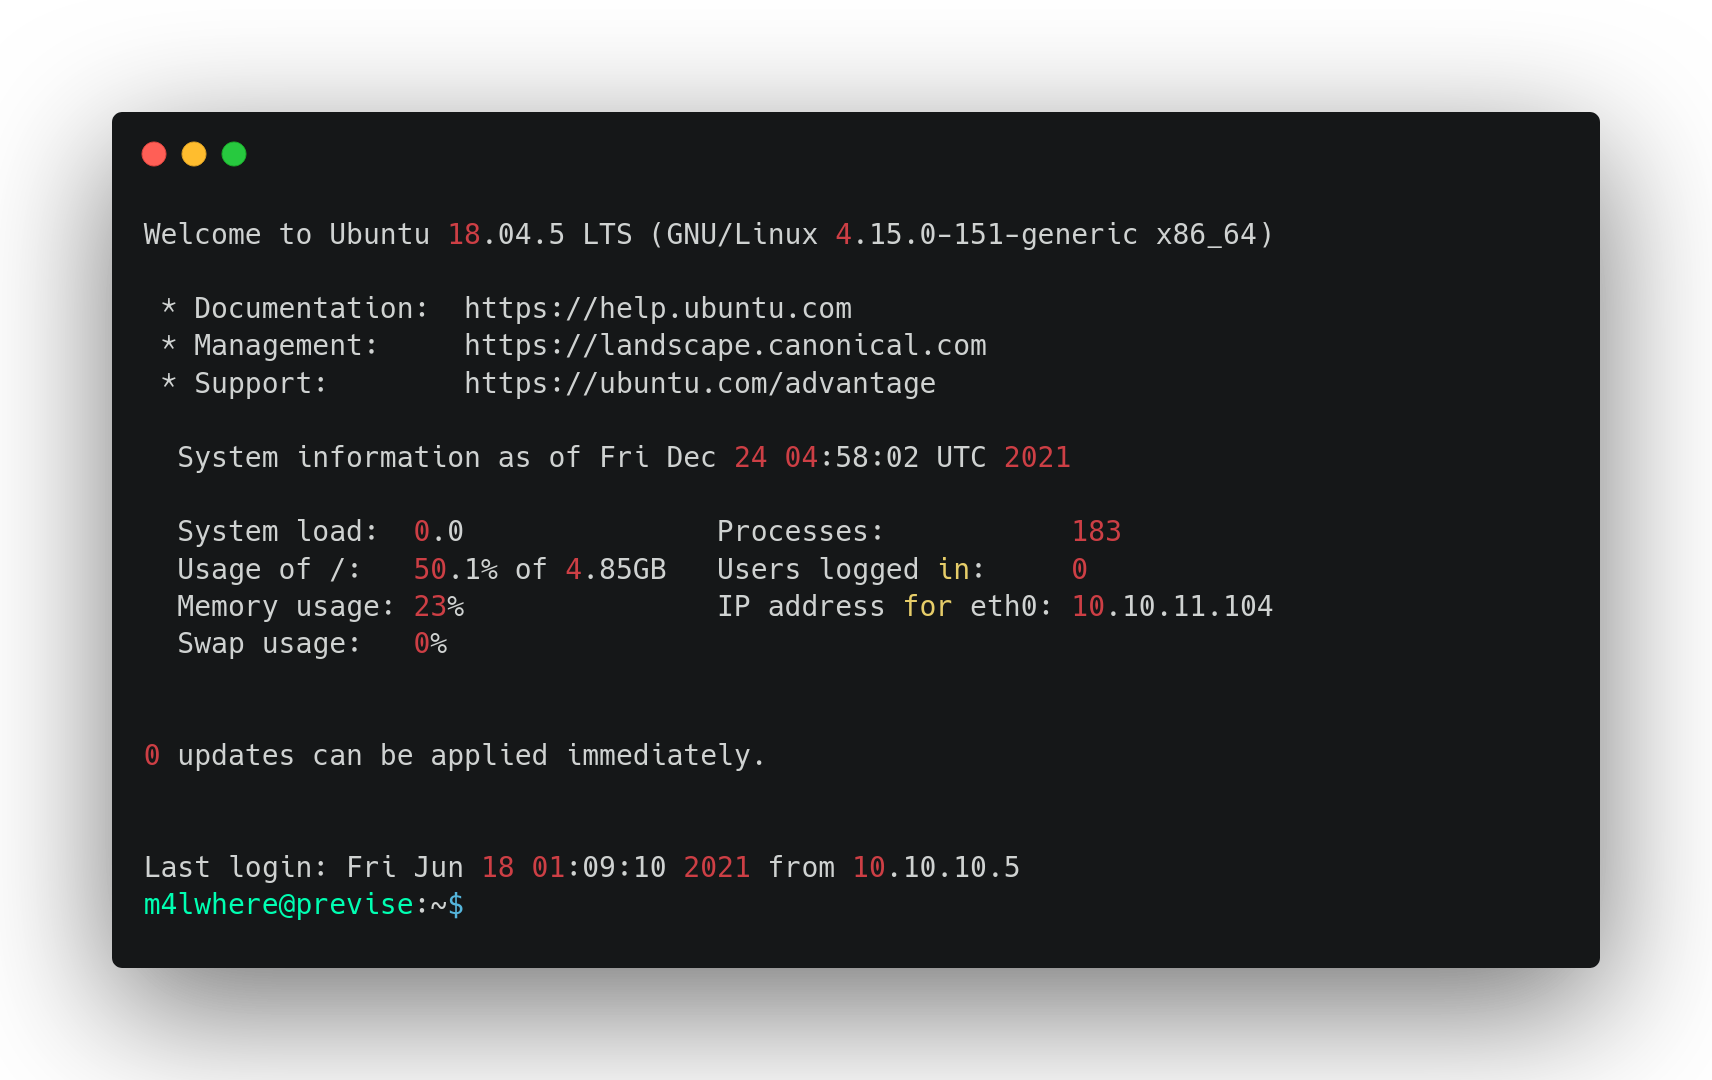 Welcome to Ubuntu 18.04.5 LTS (GNU/Linux 4.15.0-151-generic x86_64)
* Documentation:  https://help.ubuntu.com
* Management:     https://landscape.canonical.com
* Support:        https://ubuntu.com/advantage
System information as of Fri Dec 24 04:58:02 UTC 2021
System load:  0.0               Processes:           183
Usage of /:   50.1% of 4.85GB   Users logged in:     0
Memory usage: 23%               IP address for eth0: 10.10.11.104
Swap usage:   0%
0 updates can be applied immediately.
Last login: Fri Jun 18 01:09:10 2021 from 10.10.10.5
m4lwhere@previse:~$